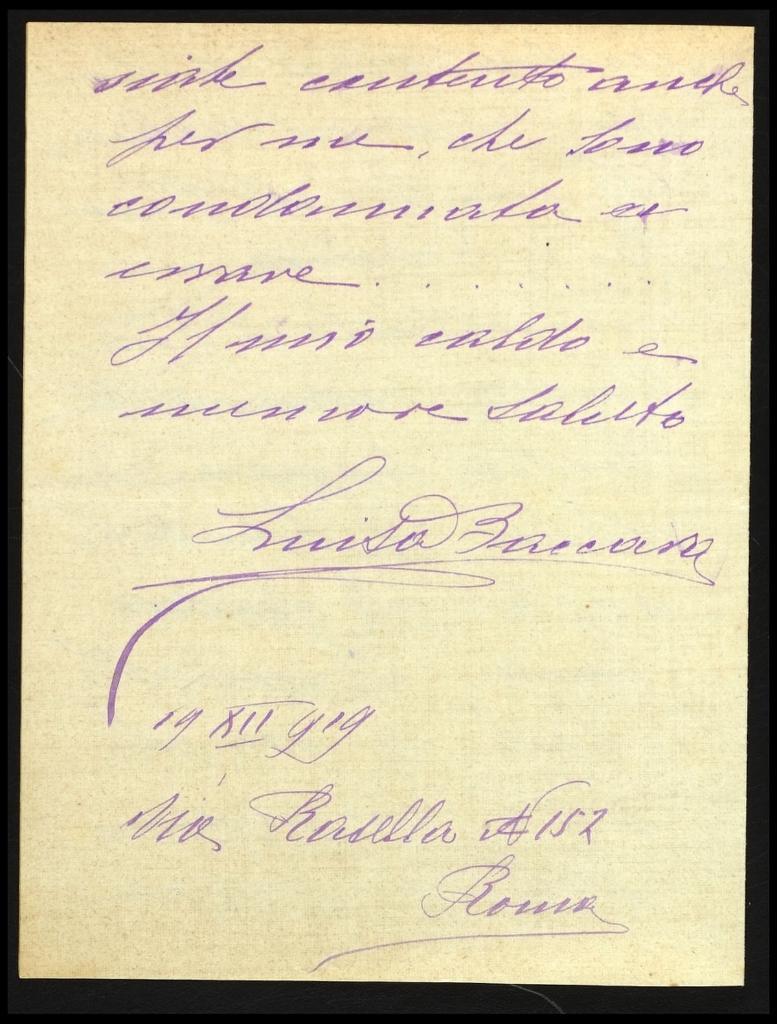 siate contento anche
per me, che sono
condannata a
errare . . . . . . .
Il mio caldo e
memore saluto
Luisa Baccara
19 XII 919
Via Rasella N 152
Roma